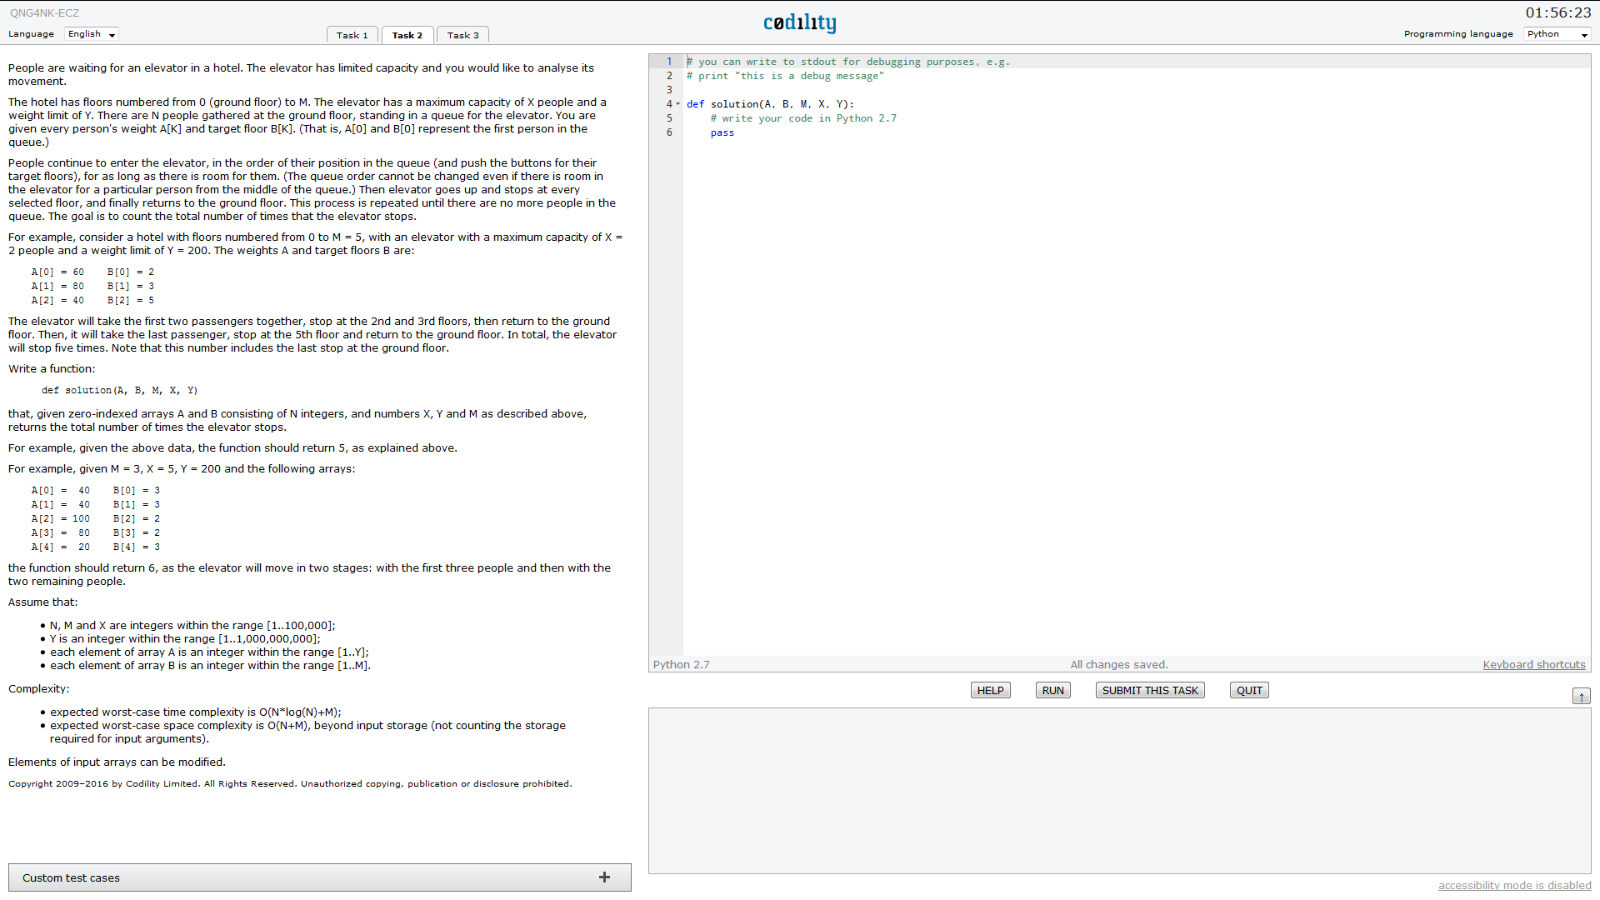 QNG4NK-ECZ
01:56:23
Language English
Task 1 Task 2 Task 3
codility
Programming language Python
People are waiting for an elevator in a hotel. The elevator has limited capacity and you would like to analyse its
movement.
The hotel has floors numbered from 0 (ground floor) to M. The elevator has a maximum capacity of X people and a
weight limit of Y. There are N people gathered at the ground floor, standing in a queue for the elevator. You are
given every person's weight A[K] and target floor B[K]. (That is, A[0] and B[0] represent the first person in the
queue.)
People continue to enter the elevator, in the order of their position in the queue (and push the buttons for their
target floors), for as long as there is room for them. (The queue order cannot be changed even if there is room in
the elevator for a particular person from the middle of the queue.) Then elevator goes up and stops at every
selected floor, and finally returns to the ground floor. This process is repeated until there are no more people in the
queue. The goal is to count the total number of times that the elevator stops.
For example, consider a hotel with floors numbered from 0 to M = 5, with an elevator with a maximum capacity of X =
2 people and a weight limit of Y = 200. The weights A and target floors B are:
A[0] = 60 B[0] = 2
A[1] = 80 B[1] = 3
A[2] = 40 B[2] = 5
The elevator will take the first two passengers together, stop at the 2nd and 3rd floors, then return to the ground
floor. Then, it will take the last passenger, stop at the 5th floor and return to the ground floor. In total, the elevator
will stop five times. Note that this number includes the last stop at the ground floor.
Write a function:
def solution(A, B, M, X, Y)
that, given zero-indexed arrays A and B consisting of N integers, and numbers X, Y and M as described above,
returns the total number of times the elevator stops.
For example, given the above data, the function should return 5, as explained above.
For example, given M = 3, X = 5, Y = 200 and the following arrays:
A[0] = 40 B[0] = 3
A[1] = 40 B[1] = 3
A[2] = 100 B[2] = 2
A[3] = 80 B[3] = 2
A[4] = 20 B[4] = 3
the function should return 6, as the elevator will move in two stages: with the first three people and then with the
two remaining people.
Assume that:
• N, M and X are integers within the range [1..100,000];
• Y is an integer within the range [1..1,000,000,000];
• each element of array A is an integer within the range [1..Y];
• each element of array B is an integer within the range [1..M].
Complexity:
• expected worst-case time complexity is O(N*log(N)+M);
• expected worst-case space complexity is O(N+M), beyond input storage (not counting the storage
required for input arguments).
Elements of input arrays can be modified.
Copyright 2009–2016 by Codility Limited. All Rights Reserved. Unauthorized copying, publication or disclosure prohibited.
Custom test cases +
1 # you can write to stdout for debugging purposes, e.g.
2 # print "this is a debug message"
3
4 def solution(A, B, M, X, Y):
5 # write your code in Python 2.7
6 pass
Python 2.7 All changes saved. Keyboard shortcuts
HELP RUN SUBMIT THIS TASK QUIT ↑
accessibility mode is disabled